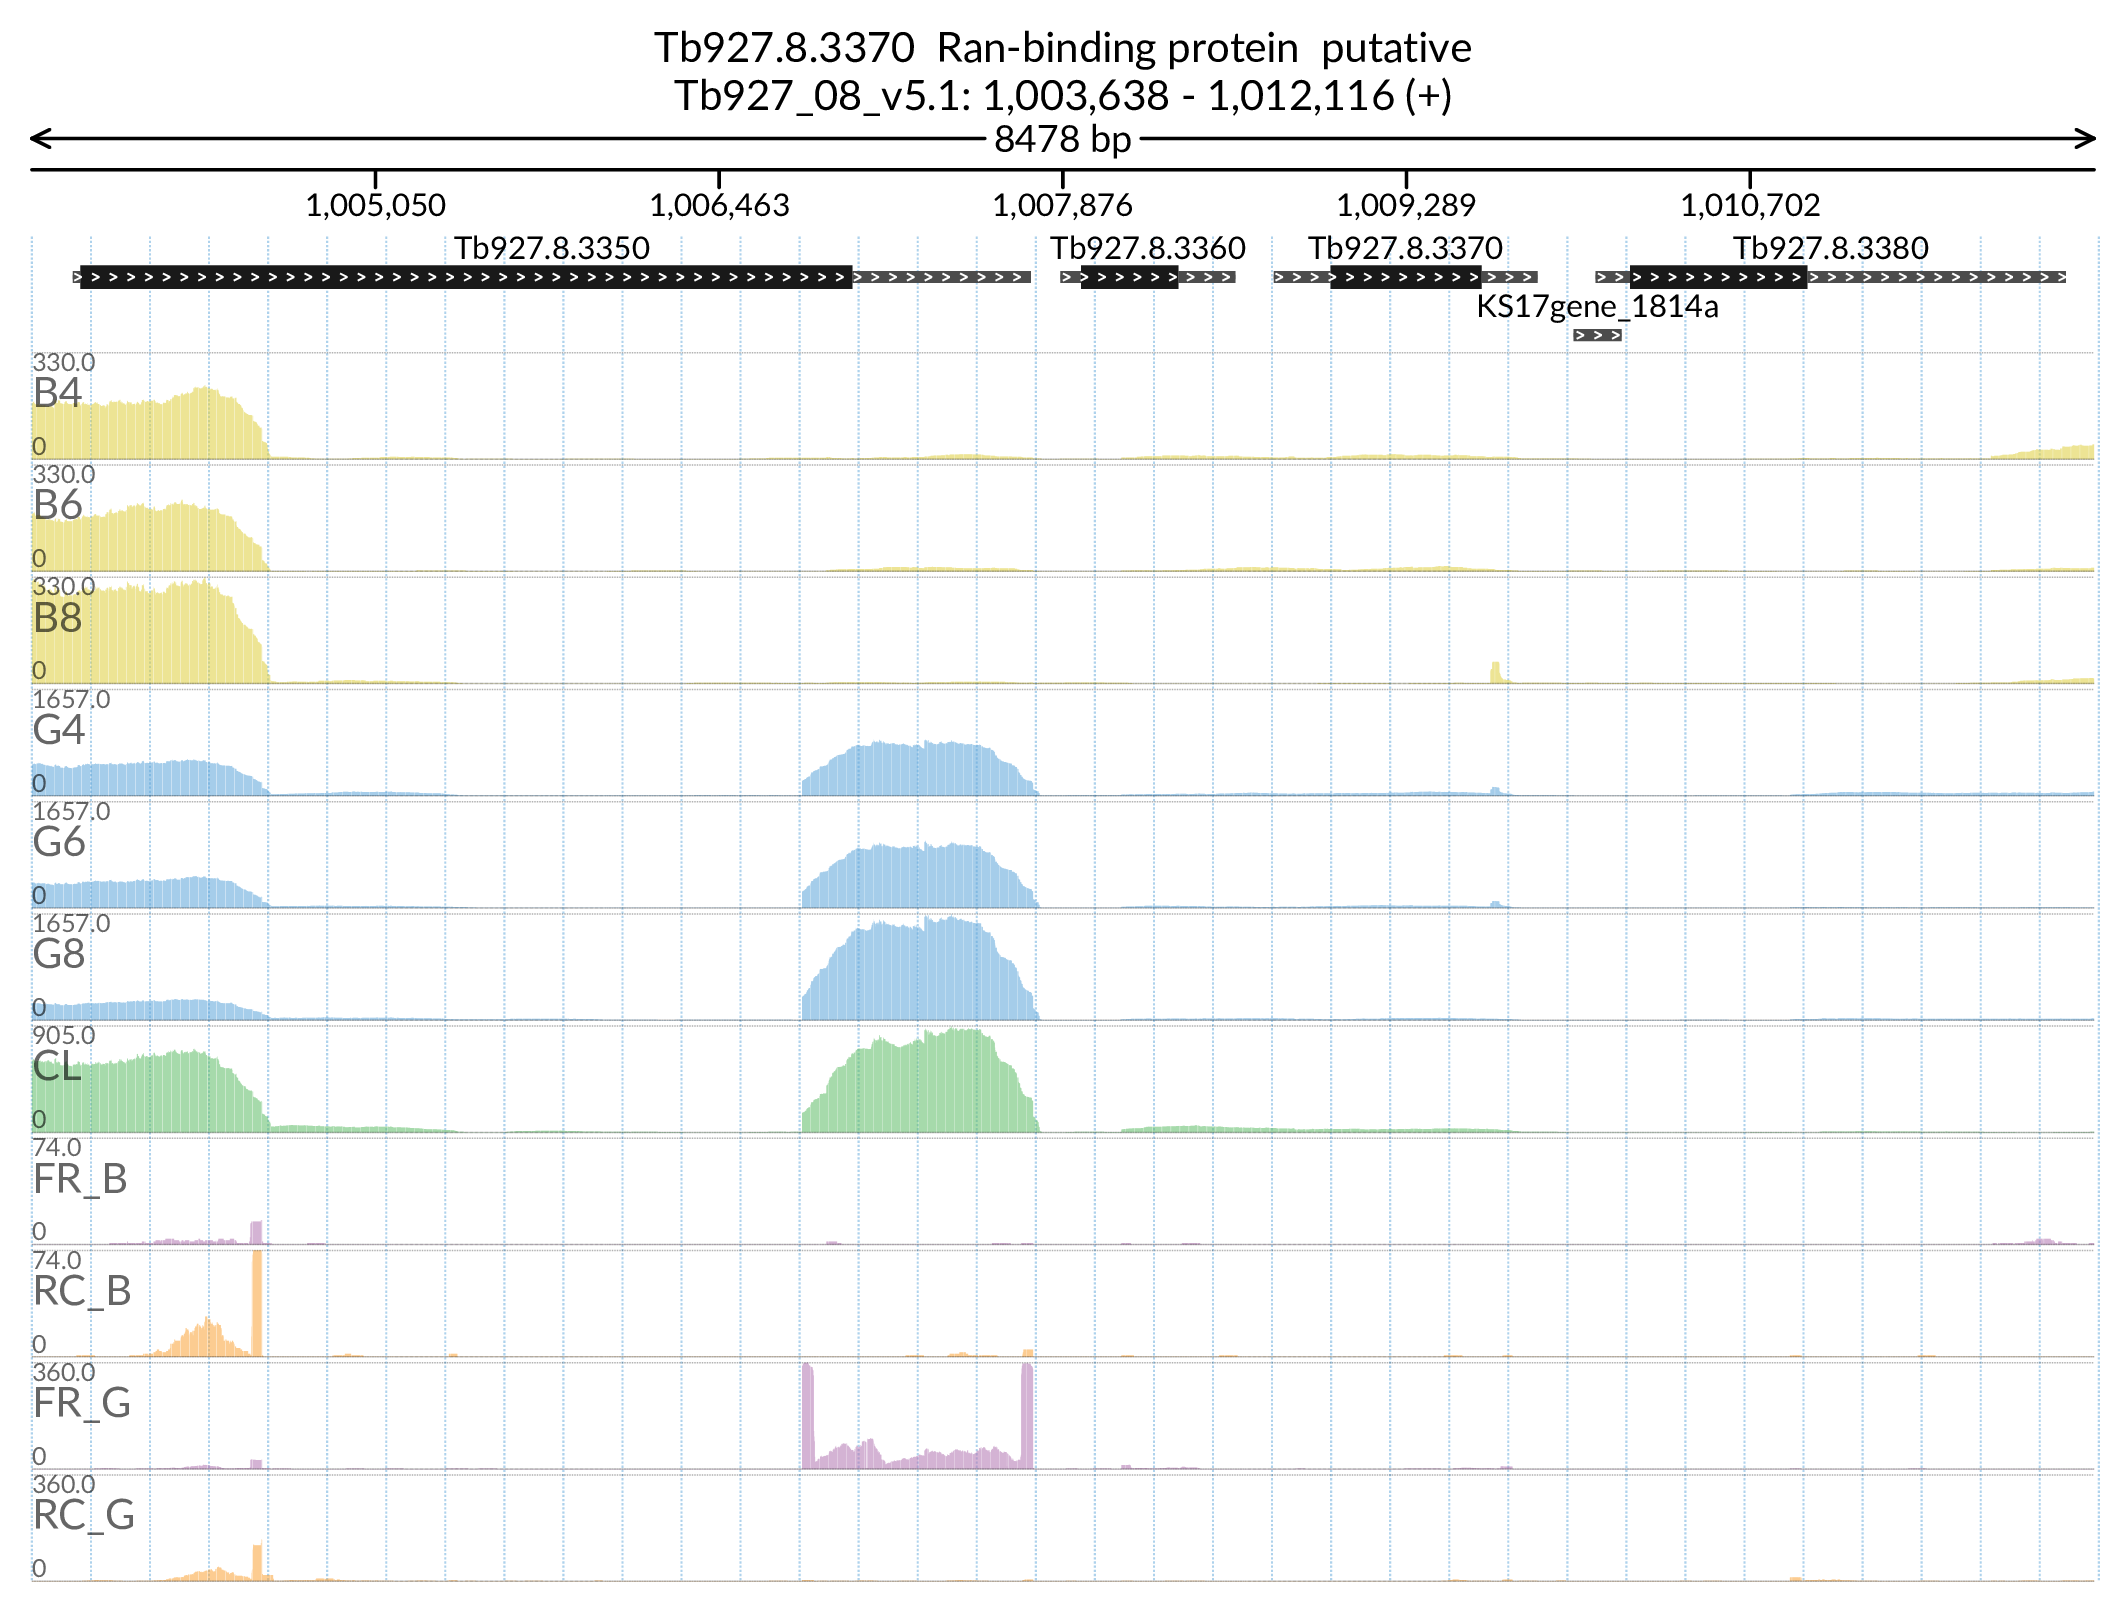 Tb927.8.3370  Ran-binding protein  putative
Tb927_08_v5.1: 1,003,638 - 1,012,116 (+)
8478 bp
1,005,050 1,006,463 1,007,876 1,009,289 1,010,702
Tb927.8.3350 Tb927.8.3360 Tb927.8.3370 Tb927.8.3380
KS17gene_1814a
330.0
B4
0
330.0
B6
0
330.0
B8
0
1657.0
G4
0
1657.0
G6
0
1657.0
G8
0
905.0
CL
0
74.0
FR_B
0
74.0
RC_B
0
360.0
FR_G
0
360.0
RC_G
0